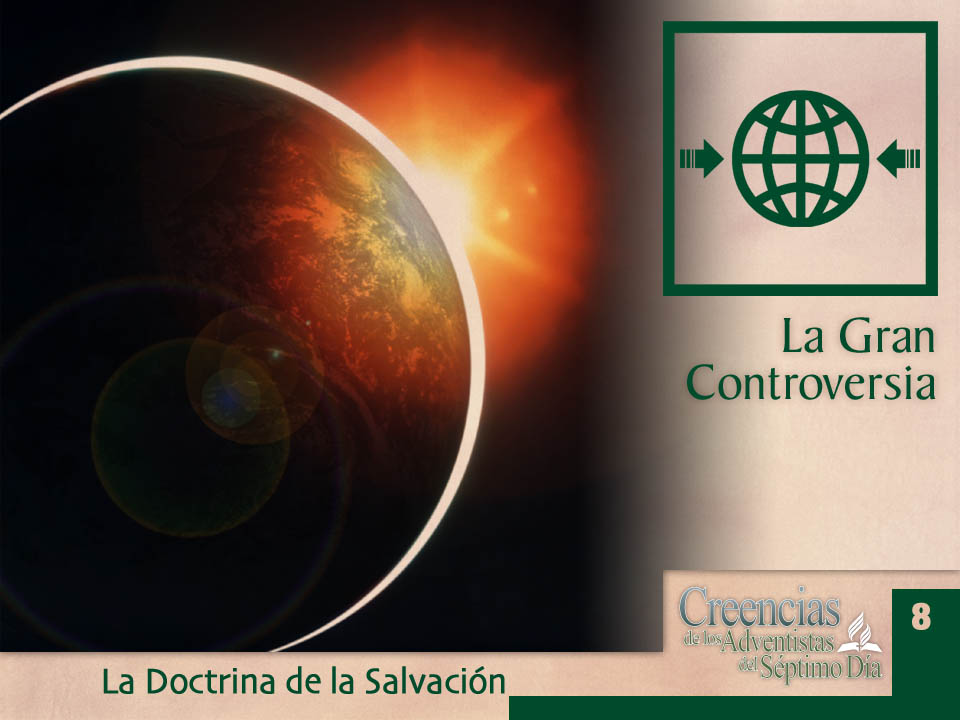 La Gran
Controversia
Creencias
de los Adventistas
del Séptimo Día
8
La Doctrina de la Salvación